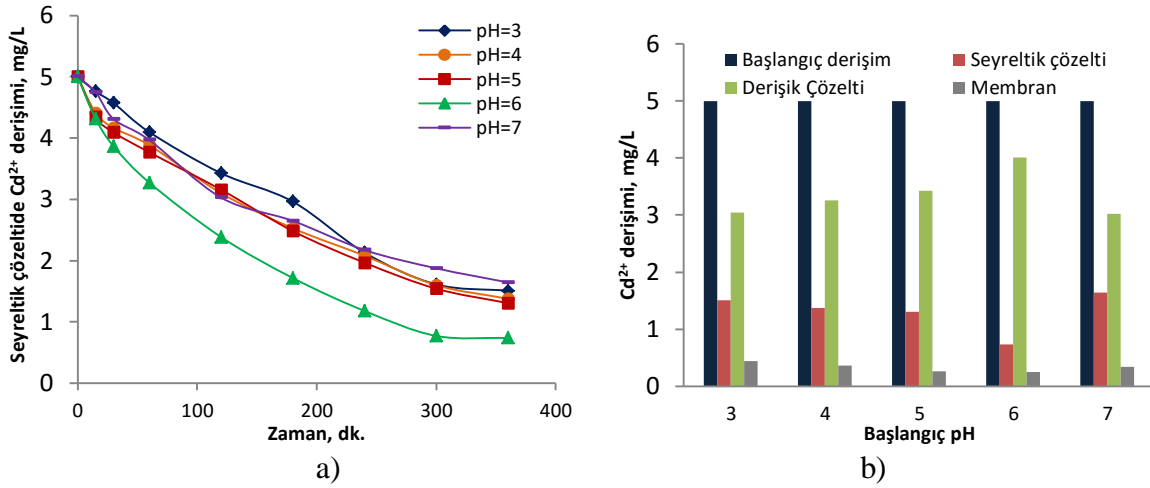 6
5
4
3
2
1
0
0
100
200
300
400
Seyreltik çözeltide Cd²⁺ derişimi, mg/L
Zaman, dk.
pH=3
pH=4
pH=5
pH=6
pH=7
a)
6
5
4
3
2
1
0
Cd²⁺ derişimi, mg/L
Başlangıç derişim
Seyreltik çözelti
Derişik Çözelti
Membran
3
4
5
6
7
Başlangıç pH
b)